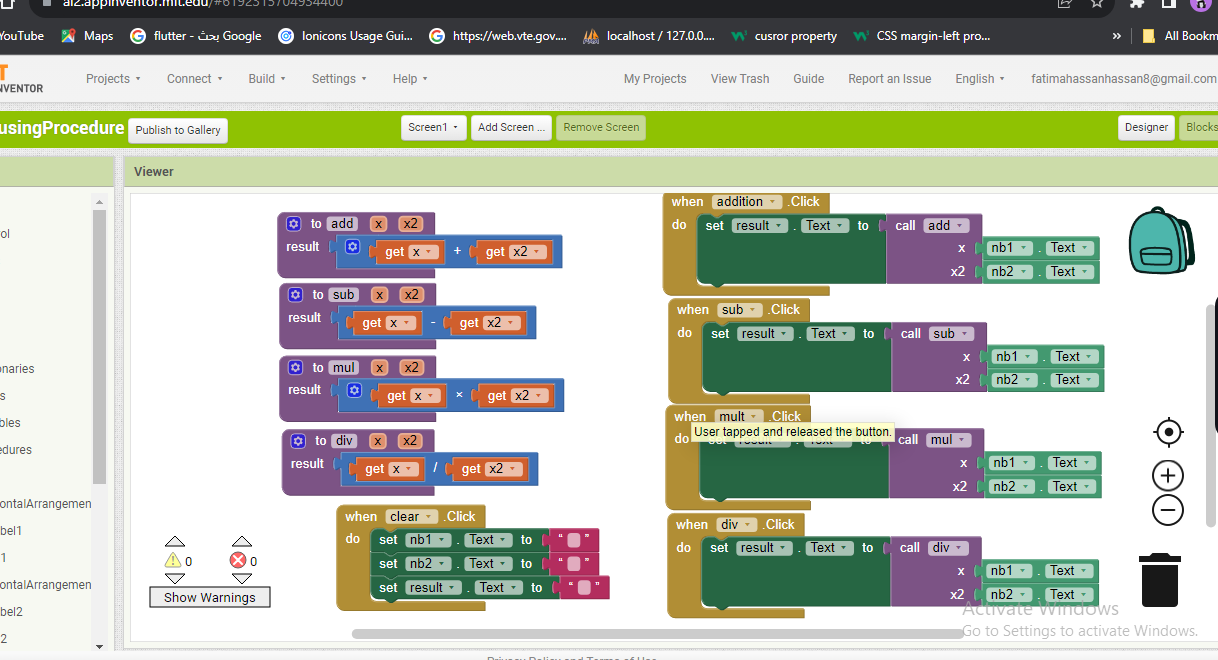 ai2.appinventor.mit.edu/#6192315704934400
YouTube Maps flutter - بحث Google Ionicons Usage Gui... https://web.vte.gov.... localhost / 127.0.0.... cusror property CSS margin-left pro... » All Bookm
NVENTOR Projects Connect Build Settings Help My Projects View Trash Guide Report an Issue English fatimahassanhassan8@gmail.com
usingProcedure Publish to Gallery Screen1 Add Screen ... Remove Screen Designer Blocks
Viewer
ol
onaries
s
bles
edures
ontalArrangemen
bel1
1
ontalArrangemen
bel2
2
to add x x2
result get x + get x2
to sub x x2
result get x - get x2
to mul x x2
result get x × get x2
to div x x2
result get x / get x2
when clear .Click
do set nb1 . Text to “ ”
set nb2 . Text to “ ”
set result . Text to “ ”
0 0
Show Warnings
when addition .Click
do set result . Text to call add
x nb1 . Text
x2 nb2 . Text
when sub .Click
do set result . Text to call sub
x nb1 . Text
x2 nb2 . Text
when mult .Click
User tapped and released the button.
do set result . Text to call mul
x nb1 . Text
x2 nb2 . Text
when div .Click
do set result . Text to call div
x nb1 . Text
x2 nb2 . Text
Activate Windows
Go to Settings to activate Windows.
Privacy Policy and Terms of Use